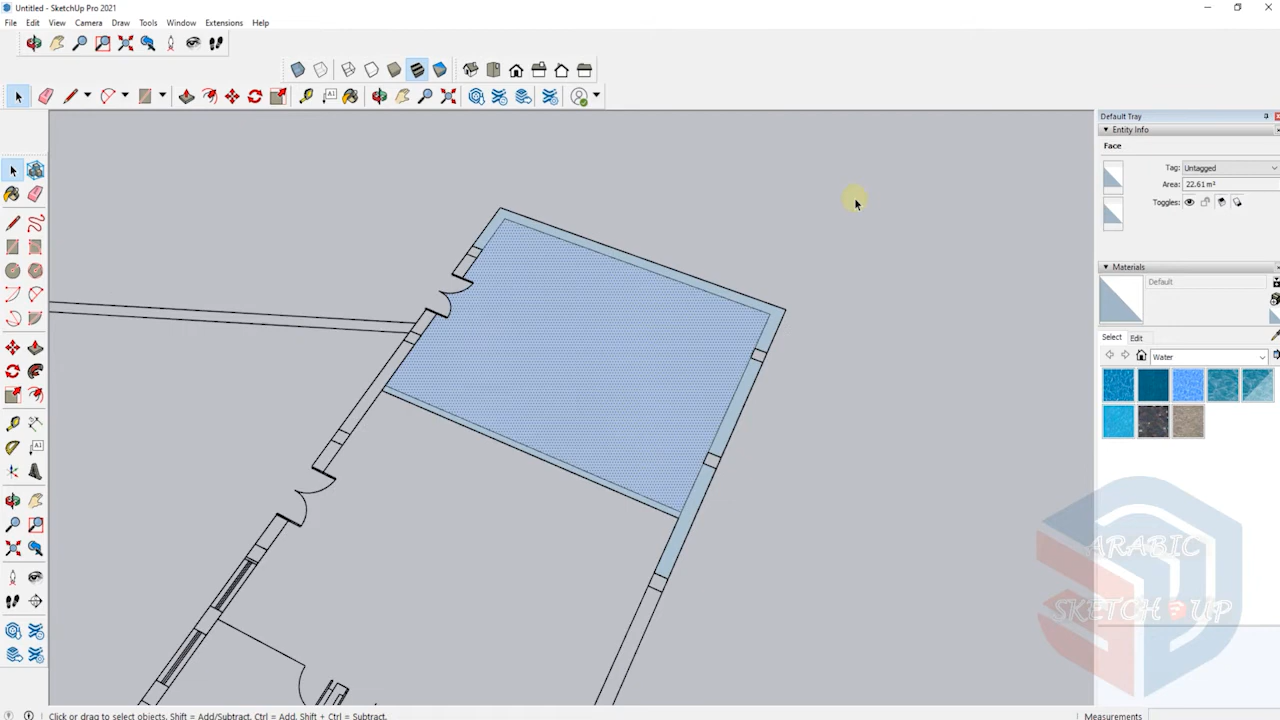 Untitled - SketchUp Pro 2021
File Edit View Camera Draw Tools Window Extensions Help
Default Tray
Entity Info
Face
Tag: Untagged
Area: 22.61 m²
Toggles:
Materials
Default
Select Edit
Water
A1
A1
ARABIC
SKETCH UP
Click or drag to select objects. Shift = Add/Subtract. Ctrl = Add. Shift + Ctrl = Subtract.
Measurements